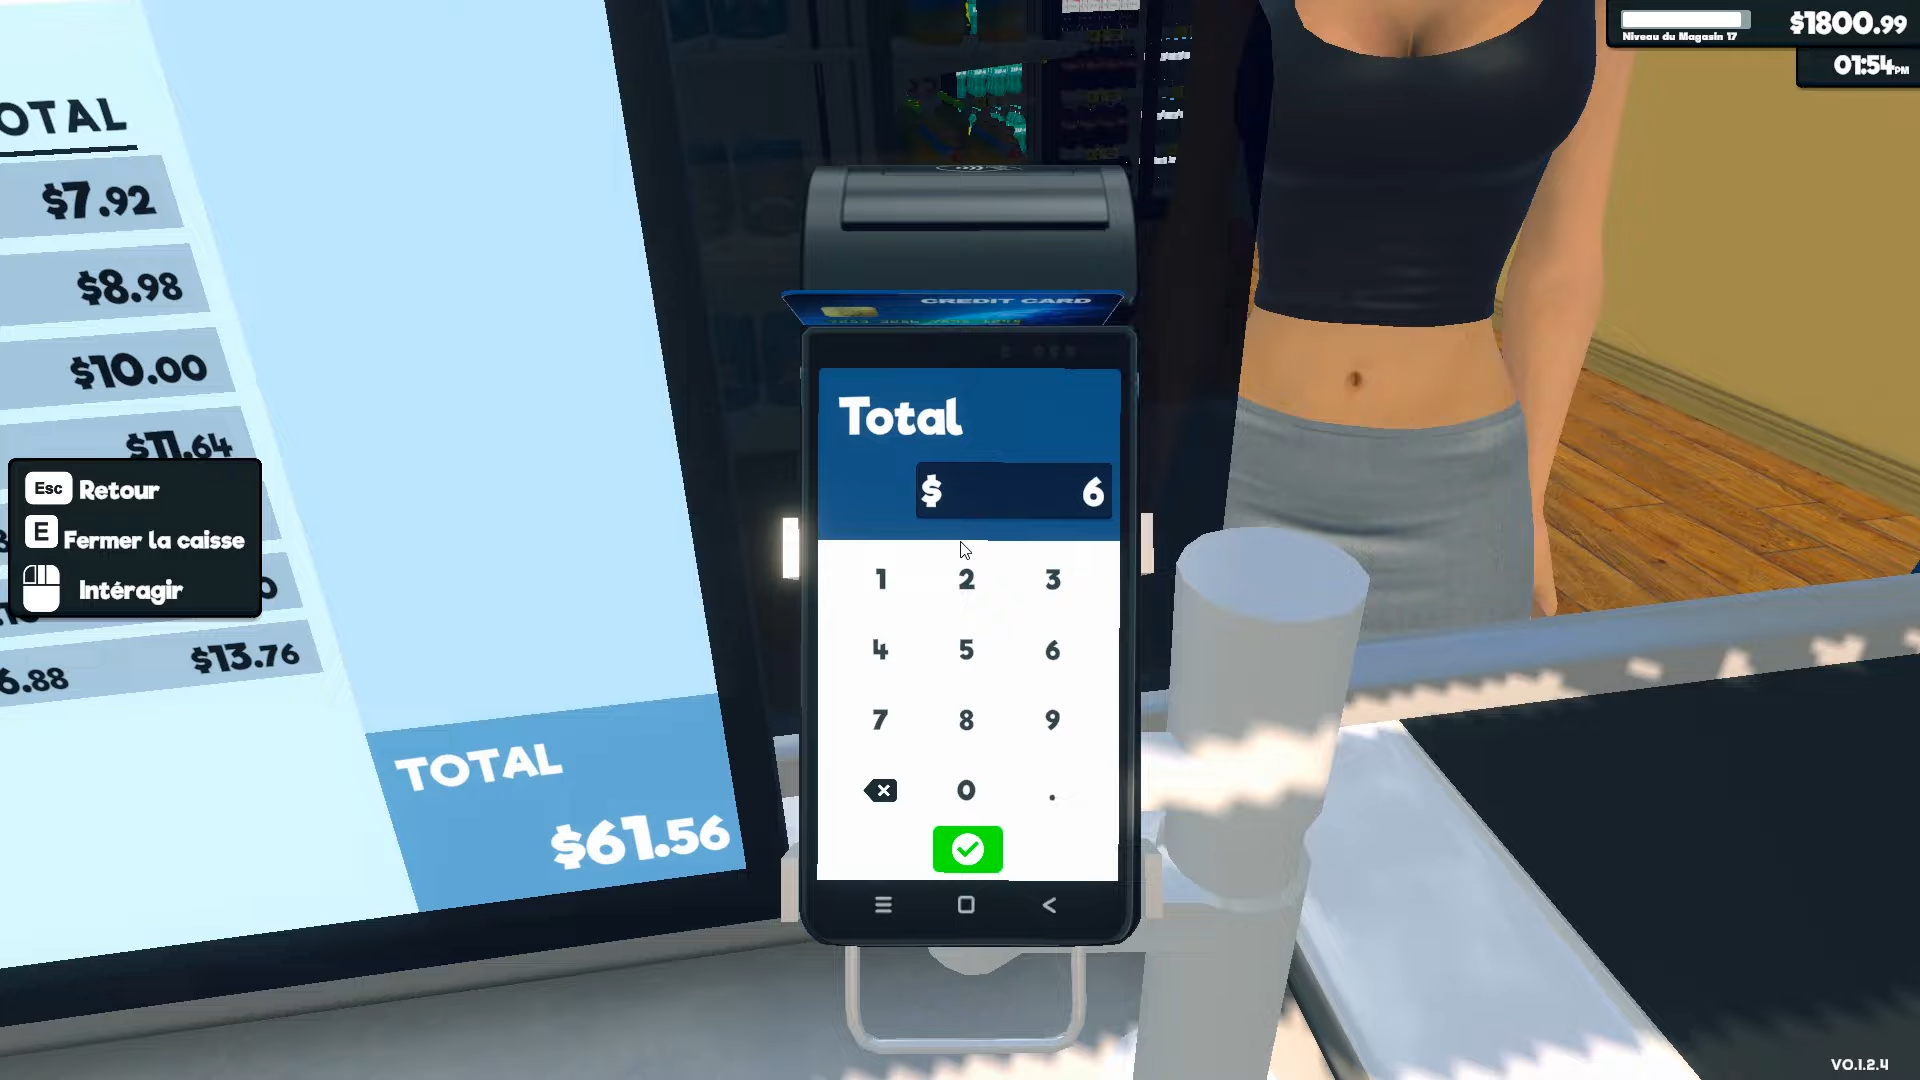 $1800.99
Niveau du Magasin 17
01:54PM
OTAL
$7.92
$8.98
$10.00
$11.64
6.88 $13.76
TOTAL
$61.56
Esc Retour
E Fermer la caisse
Intéragir
CREDIT CARD
Total
$ 6
1 2 3
4 5 6
7 8 9
0 .
V0.1.2.4